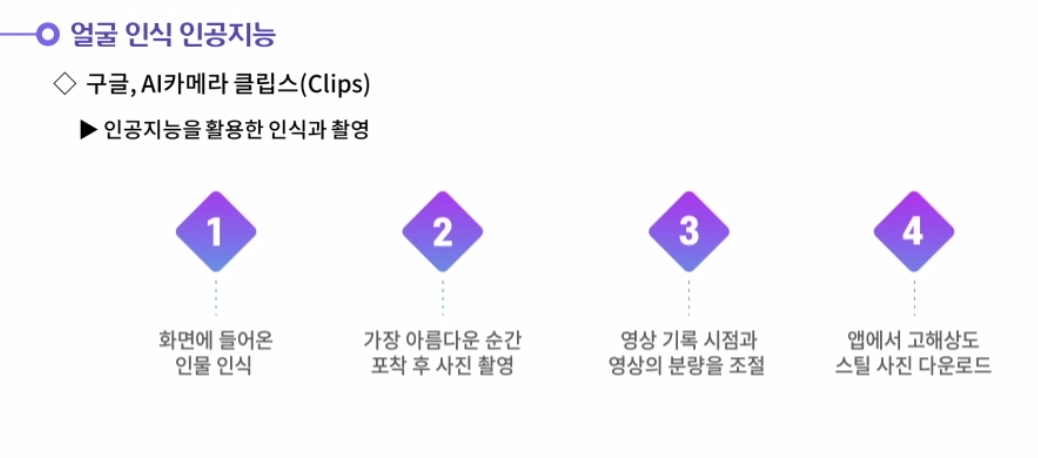 얼굴 인식 인공지능
◇ 구글, AI카메라 클립스(Clips)
▶ 인공지능을 활용한 인식과 촬영
1
화면에 들어온
인물 인식
2
가장 아름다운 순간
포착 후 사진 촬영
3
영상 기록 시점과
영상의 분량을 조절
4
앱에서 고해상도
스틸 사진 다운로드